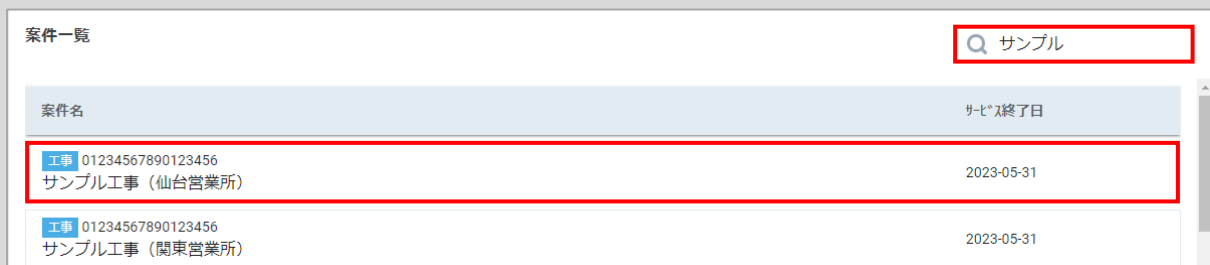 案件一覧
サンプル
案件名 ｻｰﾋﾞｽ終了日
工事 01234567890123456
サンプル工事（仙台営業所）
2023-05-31
工事 01234567890123456
サンプル工事（関東営業所）
2023-05-31